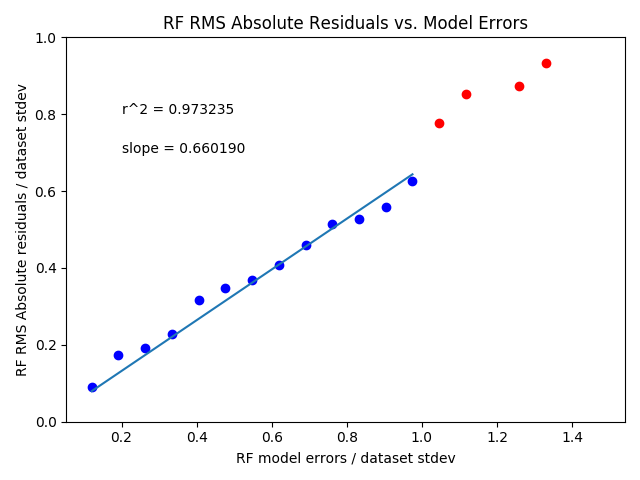 RF RMS Absolute Residuals vs. Model Errors
RF RMS Absolute residuals / dataset stdev
1.0
0.8
0.6
0.4
0.2
0.0
r^2 = 0.973235
slope = 0.660190
0.2 0.4 0.6 0.8 1.0 1.2 1.4
RF model errors / dataset stdev